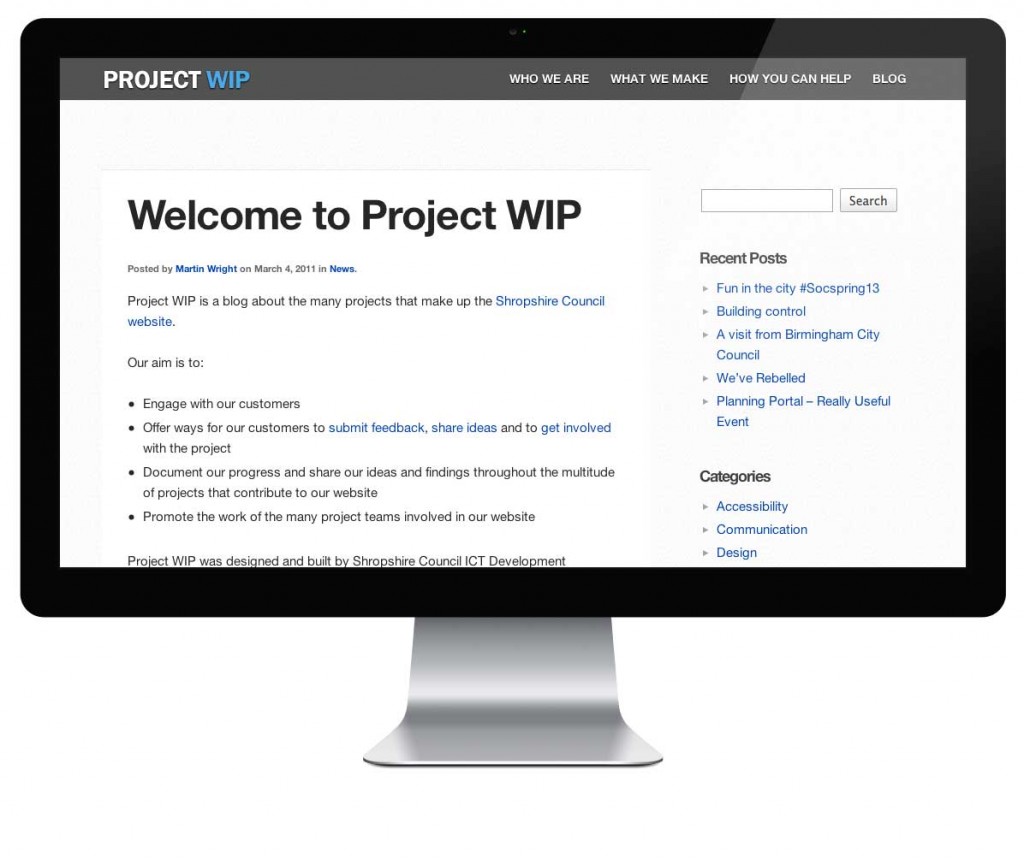 PROJECT WIP
WHO WE ARE WHAT WE MAKE HOW YOU CAN HELP BLOG
Welcome to Project WIP
Posted by Martin Wright on March 4, 2011 in News.
Project WIP is a blog about the many projects that make up the Shropshire Council
website.
Our aim is to:
Engage with our customers
Offer ways for our customers to submit feedback, share ideas and to get involved
with the project
Document our progress and share our ideas and findings throughout the multitude
of projects that contribute to our website
Promote the work of the many project teams involved in our website
Project WIP was designed and built by Shropshire Council ICT Development
Search
Recent Posts
Fun in the city #Socspring13
Building control
A visit from Birmingham City
Council
We've Rebelled
Planning Portal – Really Useful
Event
Categories
Accessibility
Communication
Design